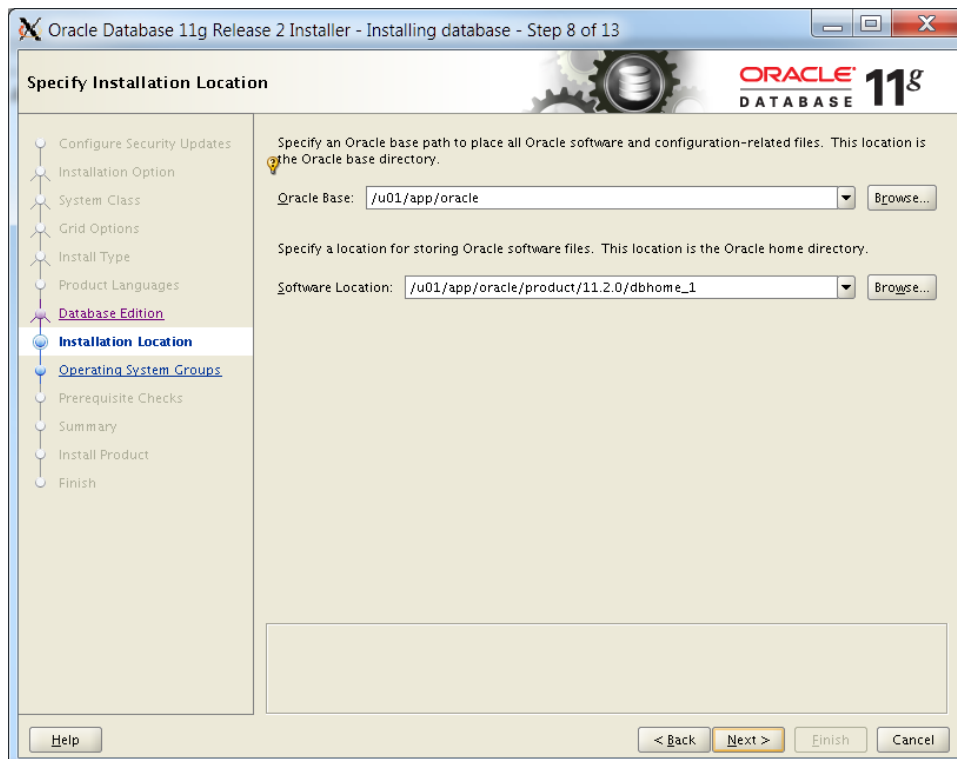 Oracle Database 11g Release 2 Installer - Installing database - Step 8 of 13
Specify Installation Location
ORACLE
DATABASE
11g
Configure Security Updates
Installation Option
System Class
Grid Options
Install Type
Product Languages
Database Edition
Installation Location
Operating System Groups
Prerequisite Checks
Summary
Install Product
Finish
Specify an Oracle base path to place all Oracle software and configuration-related files. This location is
the Oracle base directory.
Oracle Base: /u01/app/oracle Browse...
Specify a location for storing Oracle software files. This location is the Oracle home directory.
Software Location: /u01/app/oracle/product/11.2.0/dbhome_1 Browse...
Help < Back Next > Finish Cancel